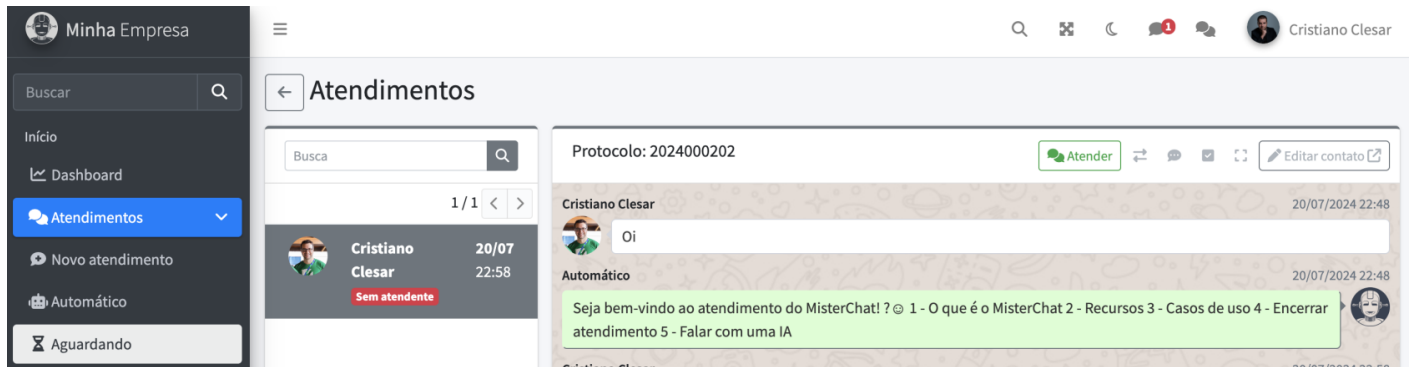 Minha Empresa
1
Cristiano Clesar
Buscar
Atendimentos
Início
Dashboard
Atendimentos
Novo atendimento
Automático
Aguardando
Busca
1 / 1
Cristiano Clesar
20/07
22:58
Sem atendente
Protocolo: 2024000202
Atender
Editar contato
Cristiano Clesar
20/07/2024 22:48
Oi
Automático
20/07/2024 22:48
Seja bem-vindo ao atendimento do MisterChat! ?☺ 1 - O que é o MisterChat 2 - Recursos 3 - Casos de uso 4 - Encerrar
atendimento 5 - Falar com uma IA